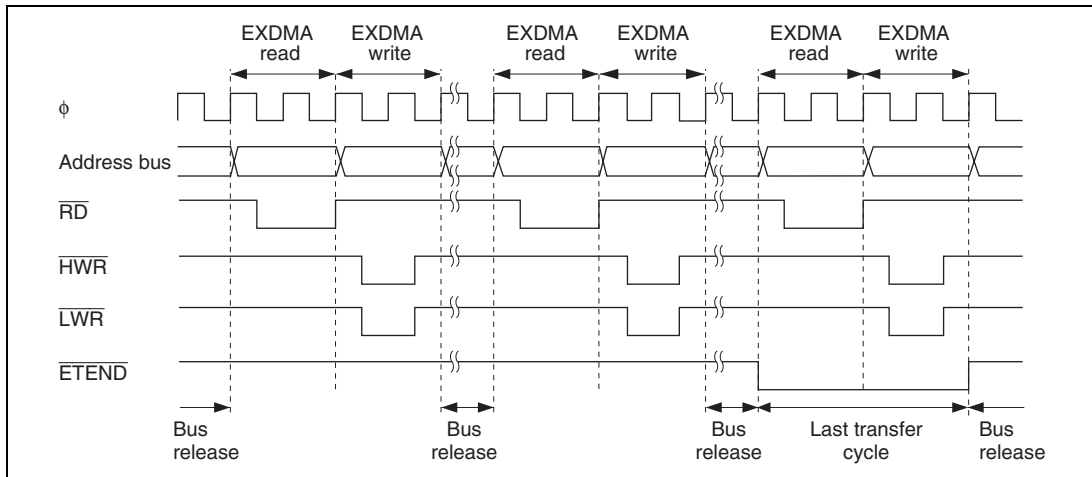 EXDMA read
EXDMA write
EXDMA read
EXDMA write
EXDMA read
EXDMA write
ϕ
Address bus
RD
HWR
LWR
ETEND
Bus release
Bus release
Bus release
Last transfer cycle
Bus release